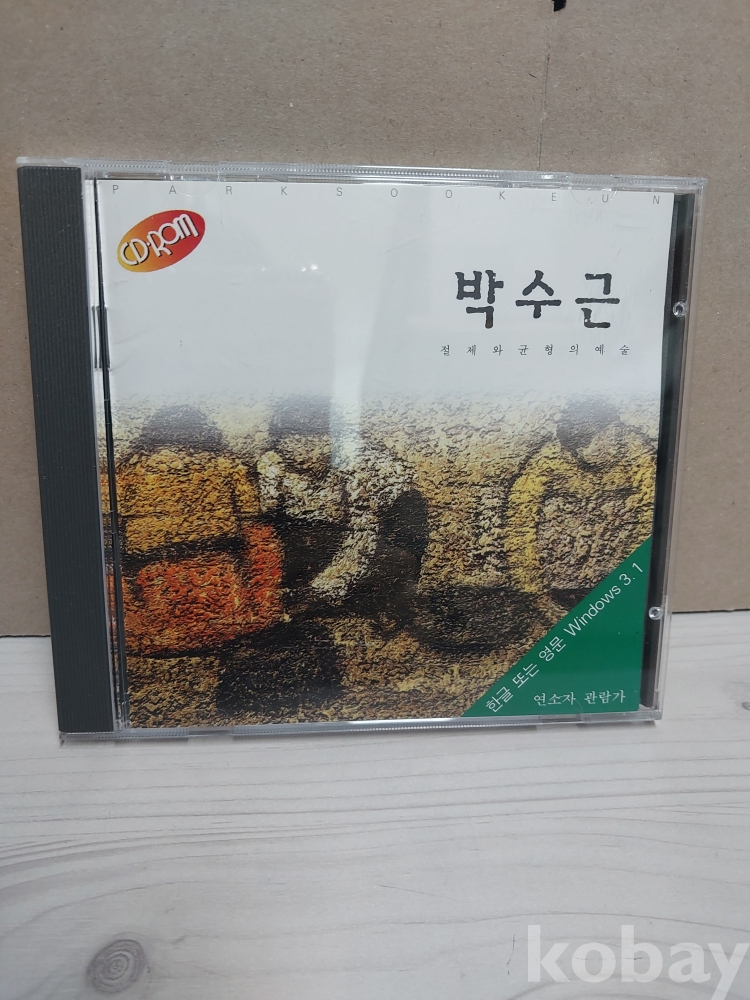 PARKSOOKEUN
CD-ROM
박수근
절제와균형의예술
한글 또는 영문 Windows 3.1
연소자 관람가
kobay